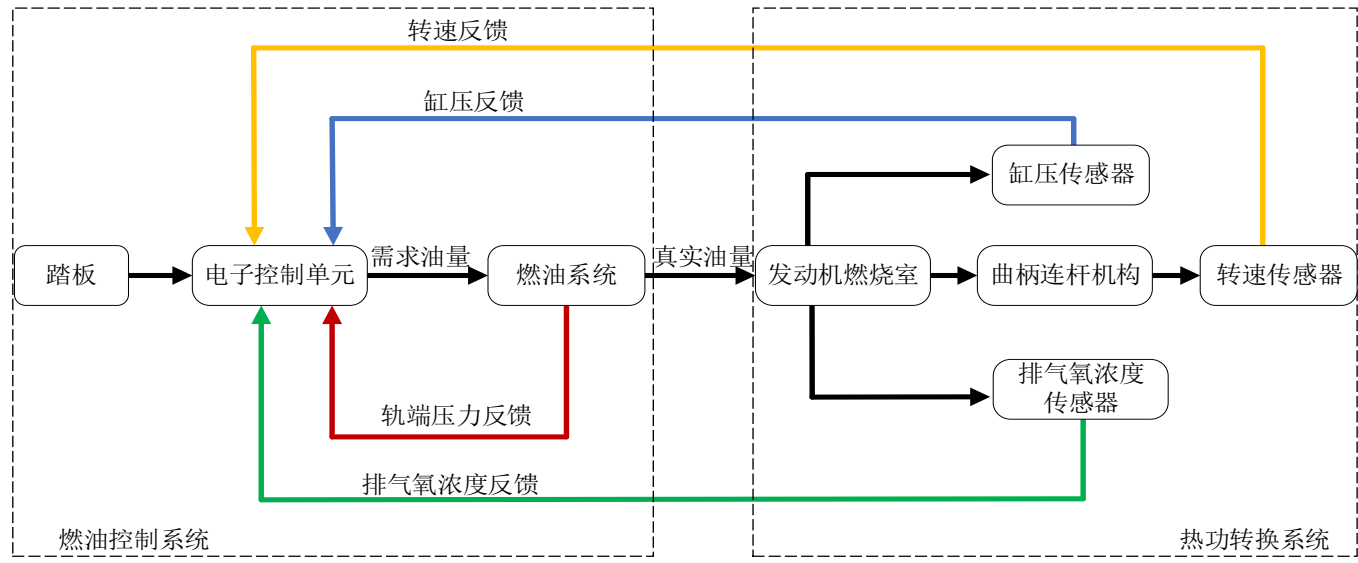 转速反馈
缸压反馈
缸压传感器
踏板
电子控制单元
需求油量
燃油系统
真实油量
发动机燃烧室
曲柄连杆机构
转速传感器
排气氧浓度
传感器
轨端压力反馈
排气氧浓度反馈
燃油控制系统
热功转换系统